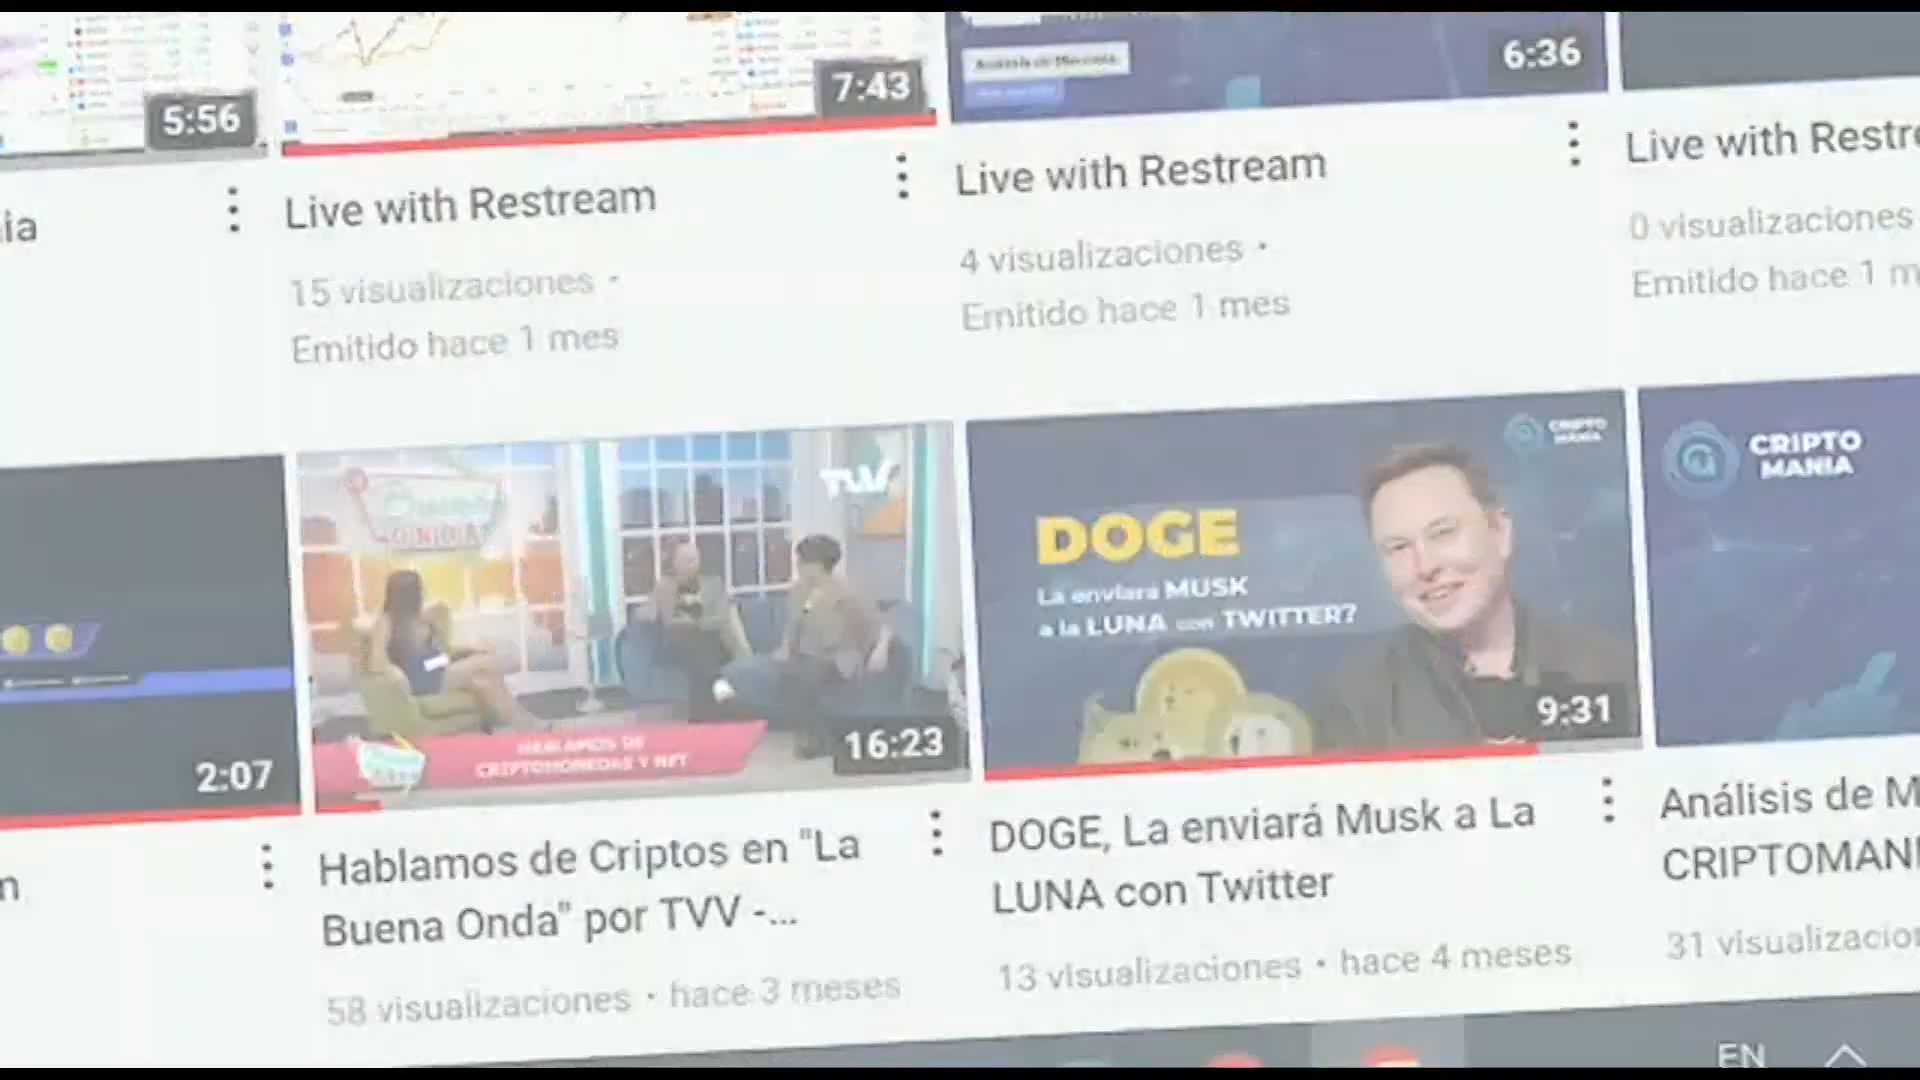 5:56
7:43
6:36
Live with Restream
15 visualizaciones •
Emitido hace 1 mes
Live with Restream
4 visualizaciones •
Emitido hace 1 mes
Live with
0 visualizaciones
Emitido hace 1
2:07
TVV
HABLAMOS DE
CRIPTOMONEDAS Y NFT
16:23
CRIPTO
MANIA
DOGE
La enviara MUSK
a la LUNA con TWITTER?
9:31
CRIPTO
MANIA
Hablamos de Criptos en "La
Buena Onda" por TVV -...
58 visualizaciones • hace 3 meses
DOGE, La enviará Musk a La
LUNA con Twitter
13 visualizaciones • hace 4 meses
Análisis de
31
EN